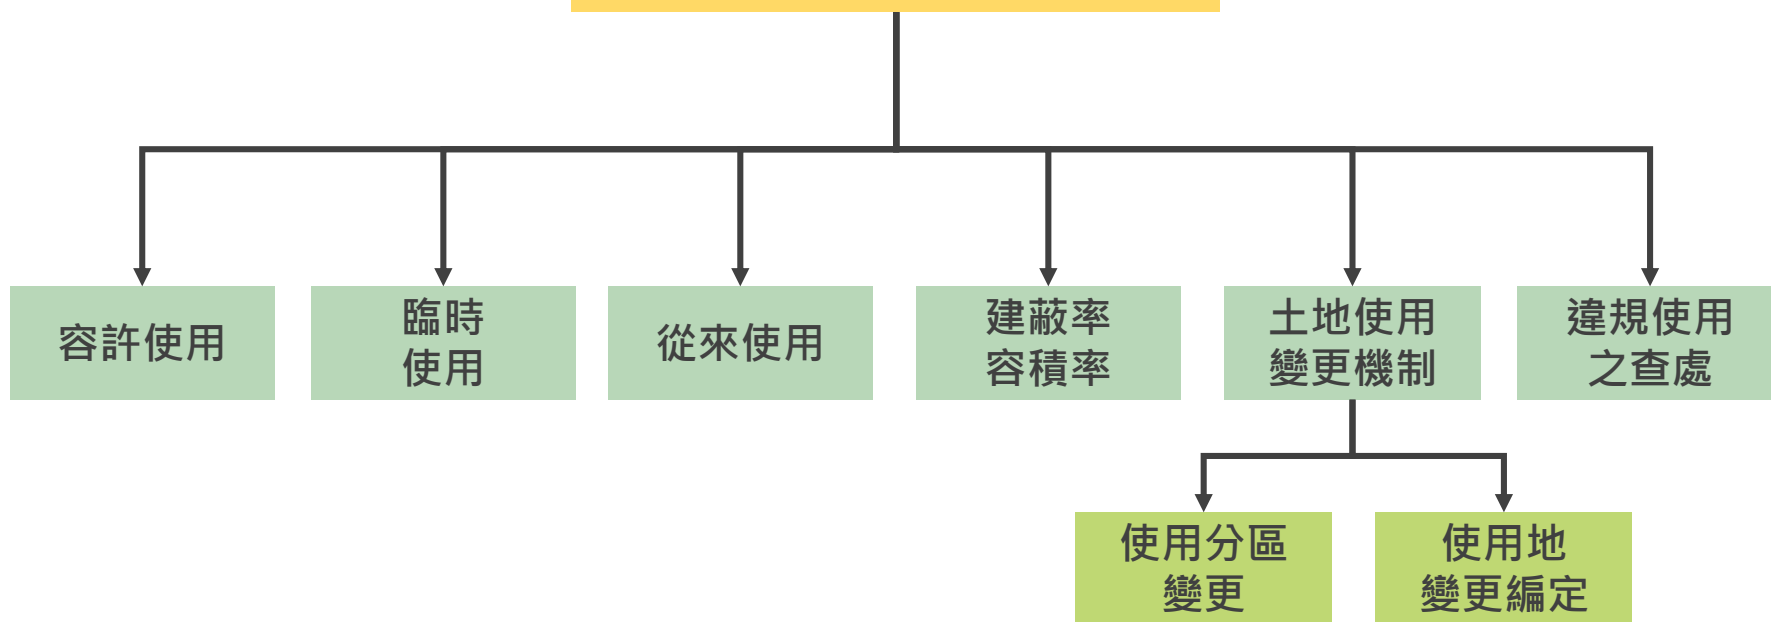 容許使用
臨時
使用
從來使用
建蔽率
容積率
土地使用
變更機制
違規使用
之查處
使用分區
變更
使用地
變更編定